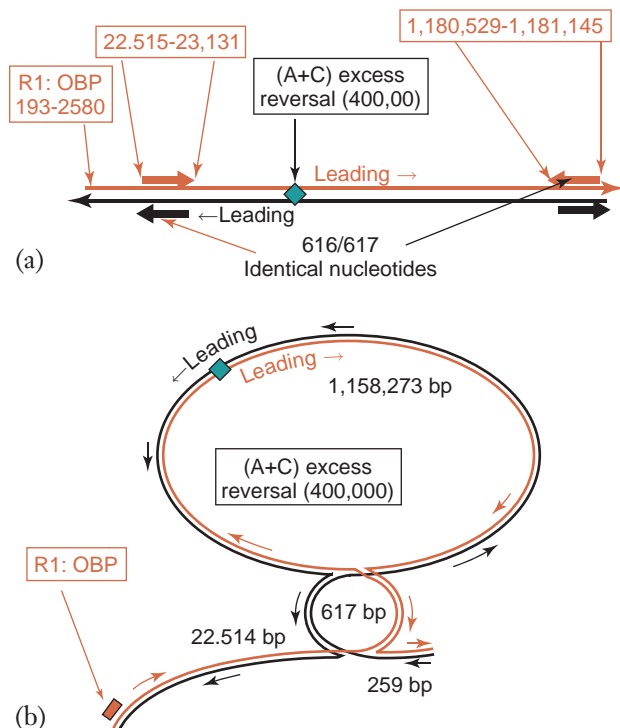 22.515-23,131
1,180,529-1,181,145
R1: OBP
193-2580
(A+C) excess
reversal (400,00)
Leading →
←Leading
616/617
Identical nucleotides
(a)
←Leading
Leading →
1,158,273 bp
(A+C) excess
reversal (400,000)
R1: OBP
617 bp
22.514 bp
259 bp
(b)